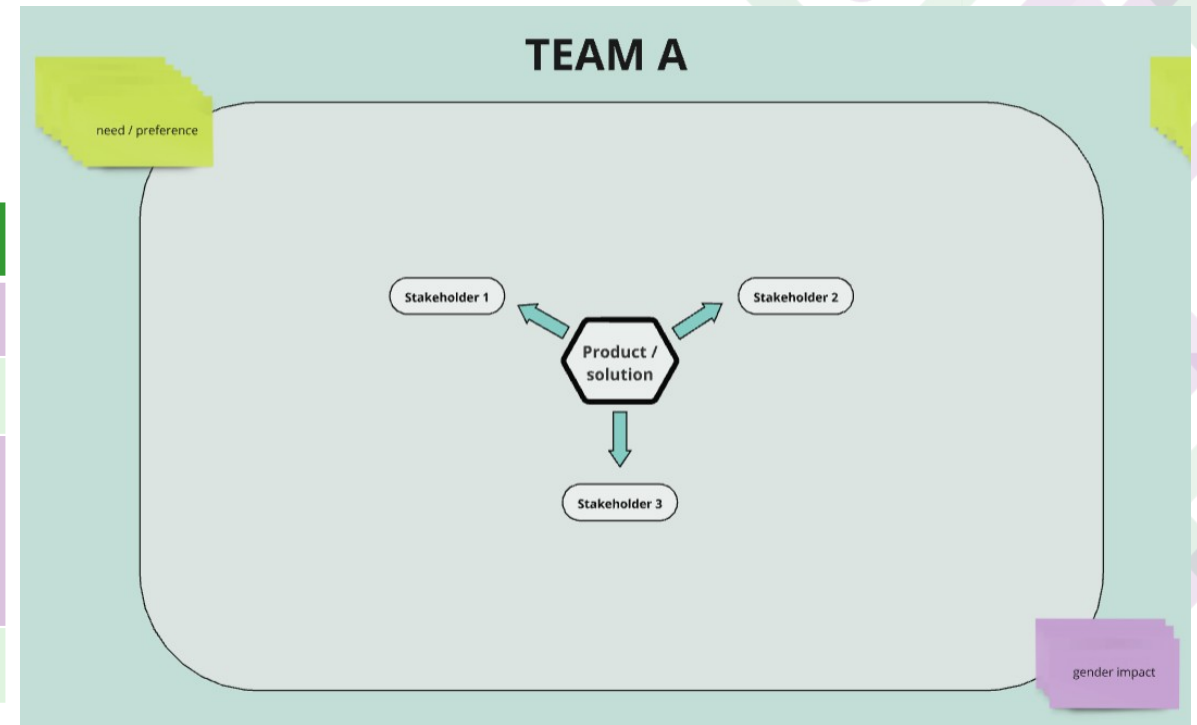 TEAM A
need / preference
Stakeholder 1
Stakeholder 2
Product /
solution
Stakeholder 3
gender impact